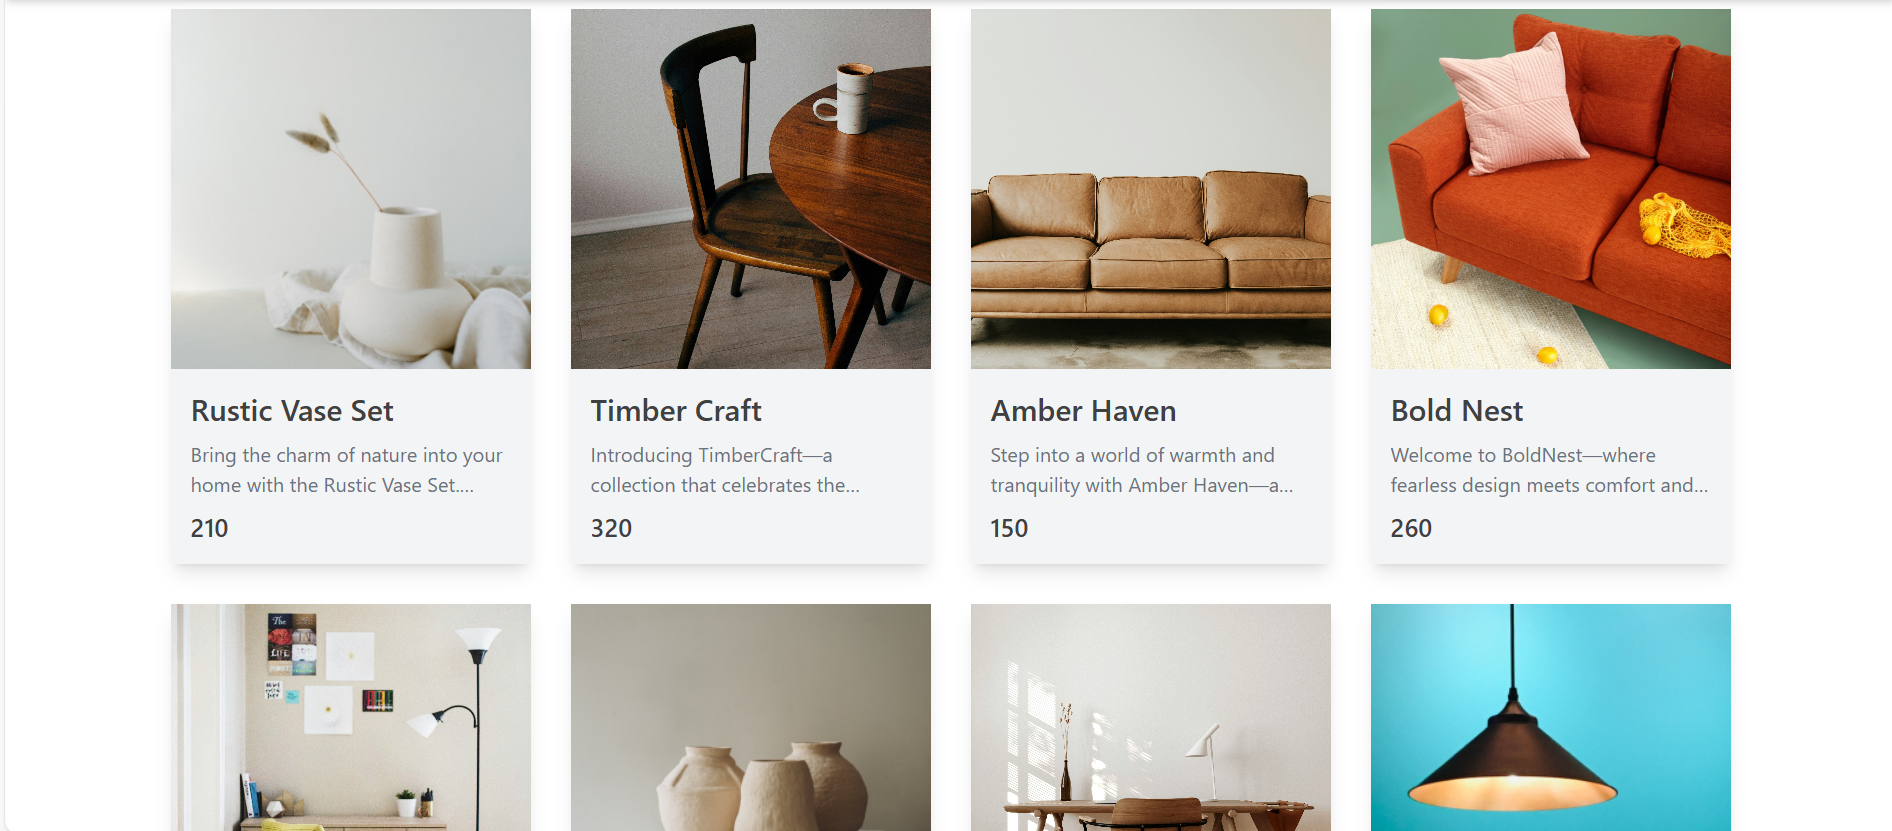 Rustic Vase Set
Bring the charm of nature into your
home with the Rustic Vase Set....
210
Timber Craft
Introducing TimberCraft—a
collection that celebrates the...
320
Amber Haven
Step into a world of warmth and
tranquility with Amber Haven—a...
150
Bold Nest
Welcome to BoldNest—where
fearless design meets comfort and...
260
The
LIFE